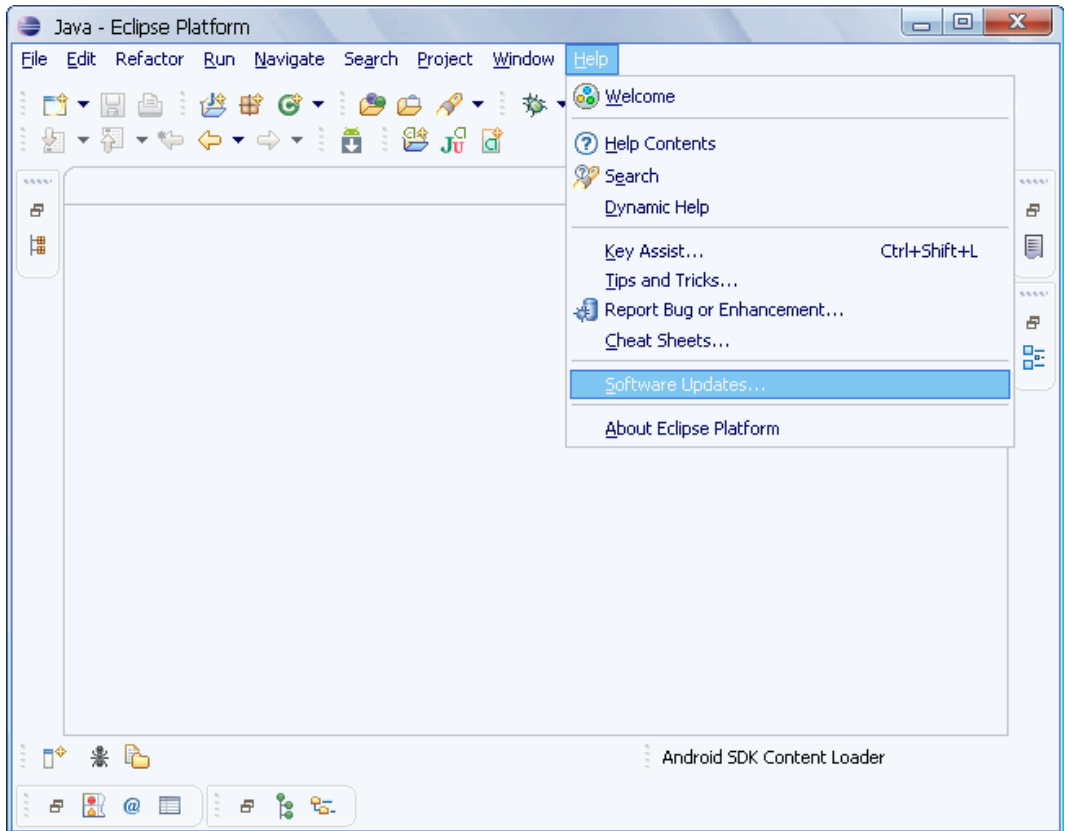 Java - Eclipse Platform
File Edit Refactor Run Navigate Search Project Window Help
Welcome
Help Contents
Search
Dynamic Help
Key Assist... Ctrl+Shift+L
Tips and Tricks...
Report Bug or Enhancement...
Cheat Sheets...
Software Updates...
About Eclipse Platform
Android SDK Content Loader